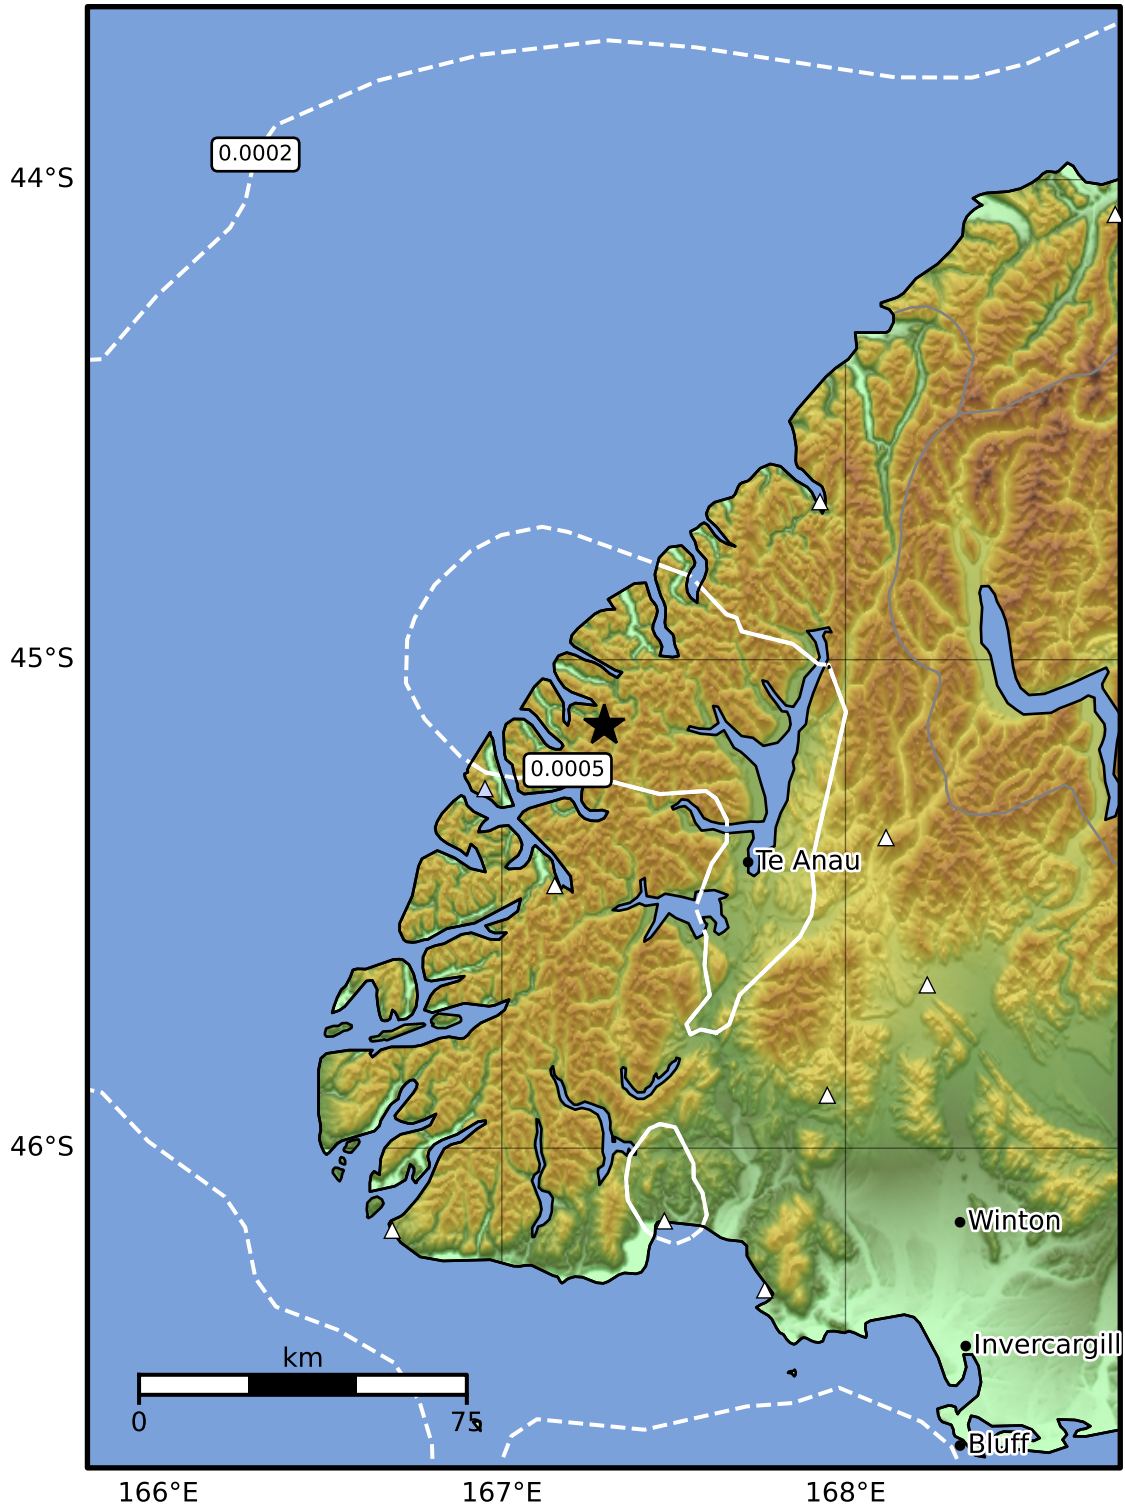 0.0002
44°S
45°S
0.0005
Te Anau
46°S
Winton
Invercargill
km
0 75
Bluff
166°E 167°E 168°E